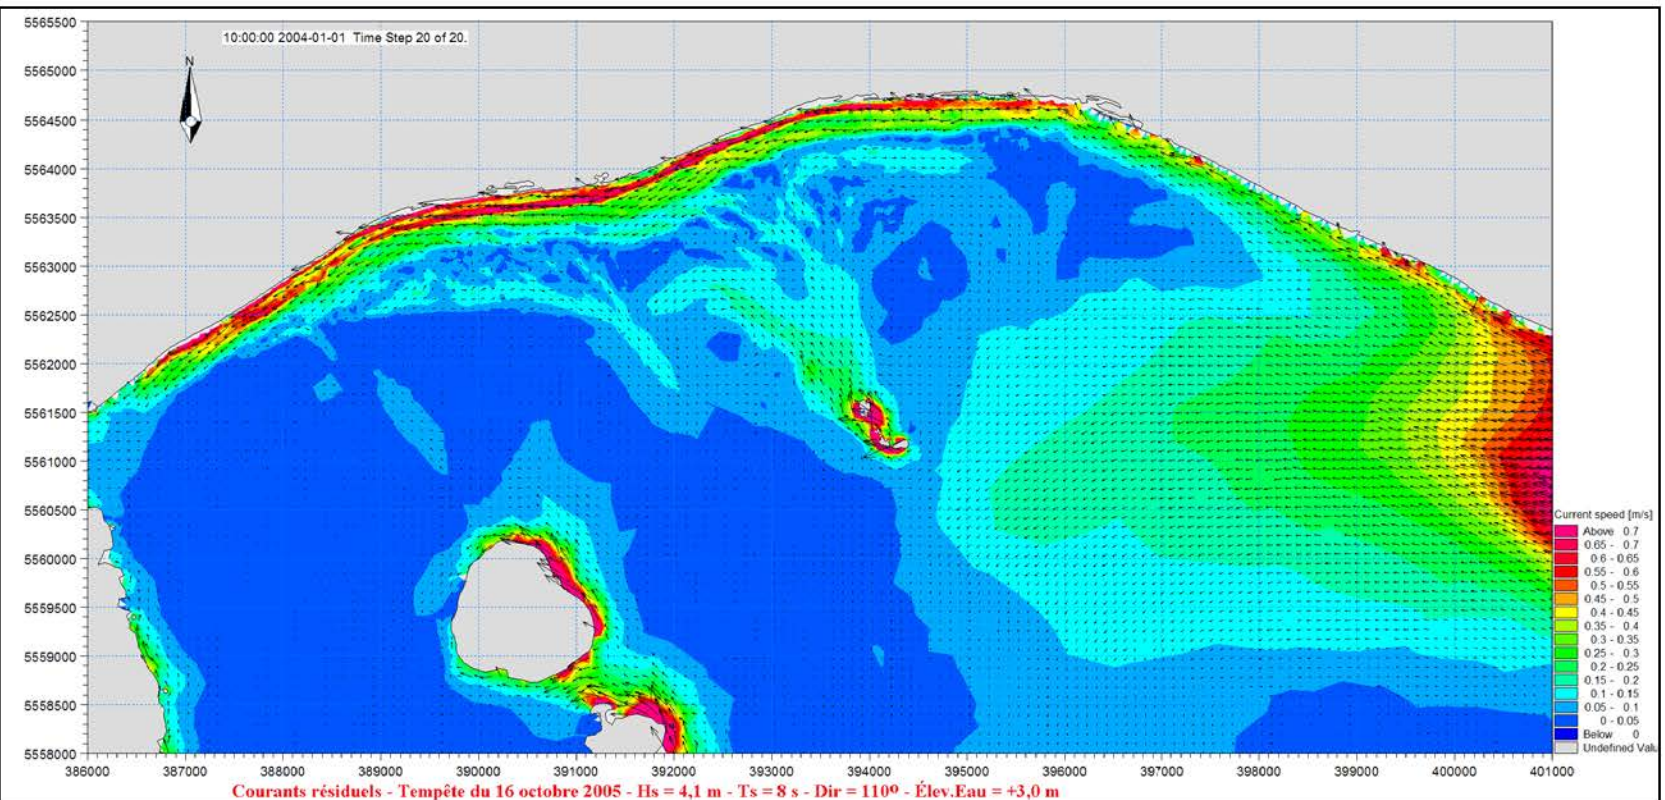 10:00:00 2004-01-01 Time Step 20 of 20.
N
5565500
5565000
5564500
5564000
5563500
5563000
5562500
5562000
5561500
5561000
5560500
5560000
5559500
5559000
5558500
5558000
386000 387000 388000 389000 390000 391000 392000 393000 394000 395000 396000 397000 398000 399000 400000 401000
Current speed [m/s]
Above 0.7
0.65 - 0.7
0.6 - 0.65
0.55 - 0.6
0.5 - 0.55
0.45 - 0.5
0.4 - 0.45
0.35 - 0.4
0.3 - 0.35
0.25 - 0.3
0.2 - 0.25
0.15 - 0.2
0.1 - 0.15
0.05 - 0.1
0 - 0.05
Below 0
Undefined Valu
Courants résiduels - Tempête du 16 octobre 2005 - Hs = 4,1 m - Ts = 8 s - Dir = 110º - Élev.Eau = +3,0 m